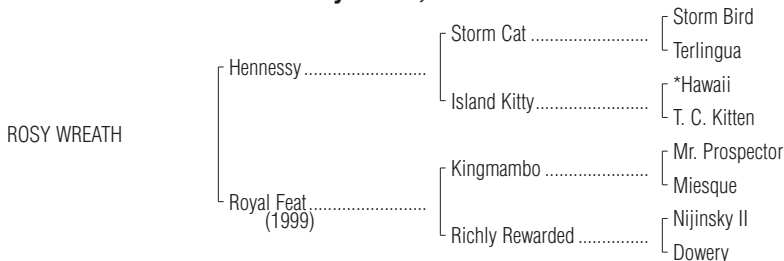 Storm Bird
Storm Cat ..........................
Terlingua
Hennessy ...........................
*Hawaii
Island Kitty.........................
T. C. Kitten
ROSY WREATH
Mr. Prospector
Kingmambo .......................
Miesque
Royal Feat..........................
(1999)
Nijinsky II
Richly Rewarded ................
Dowery